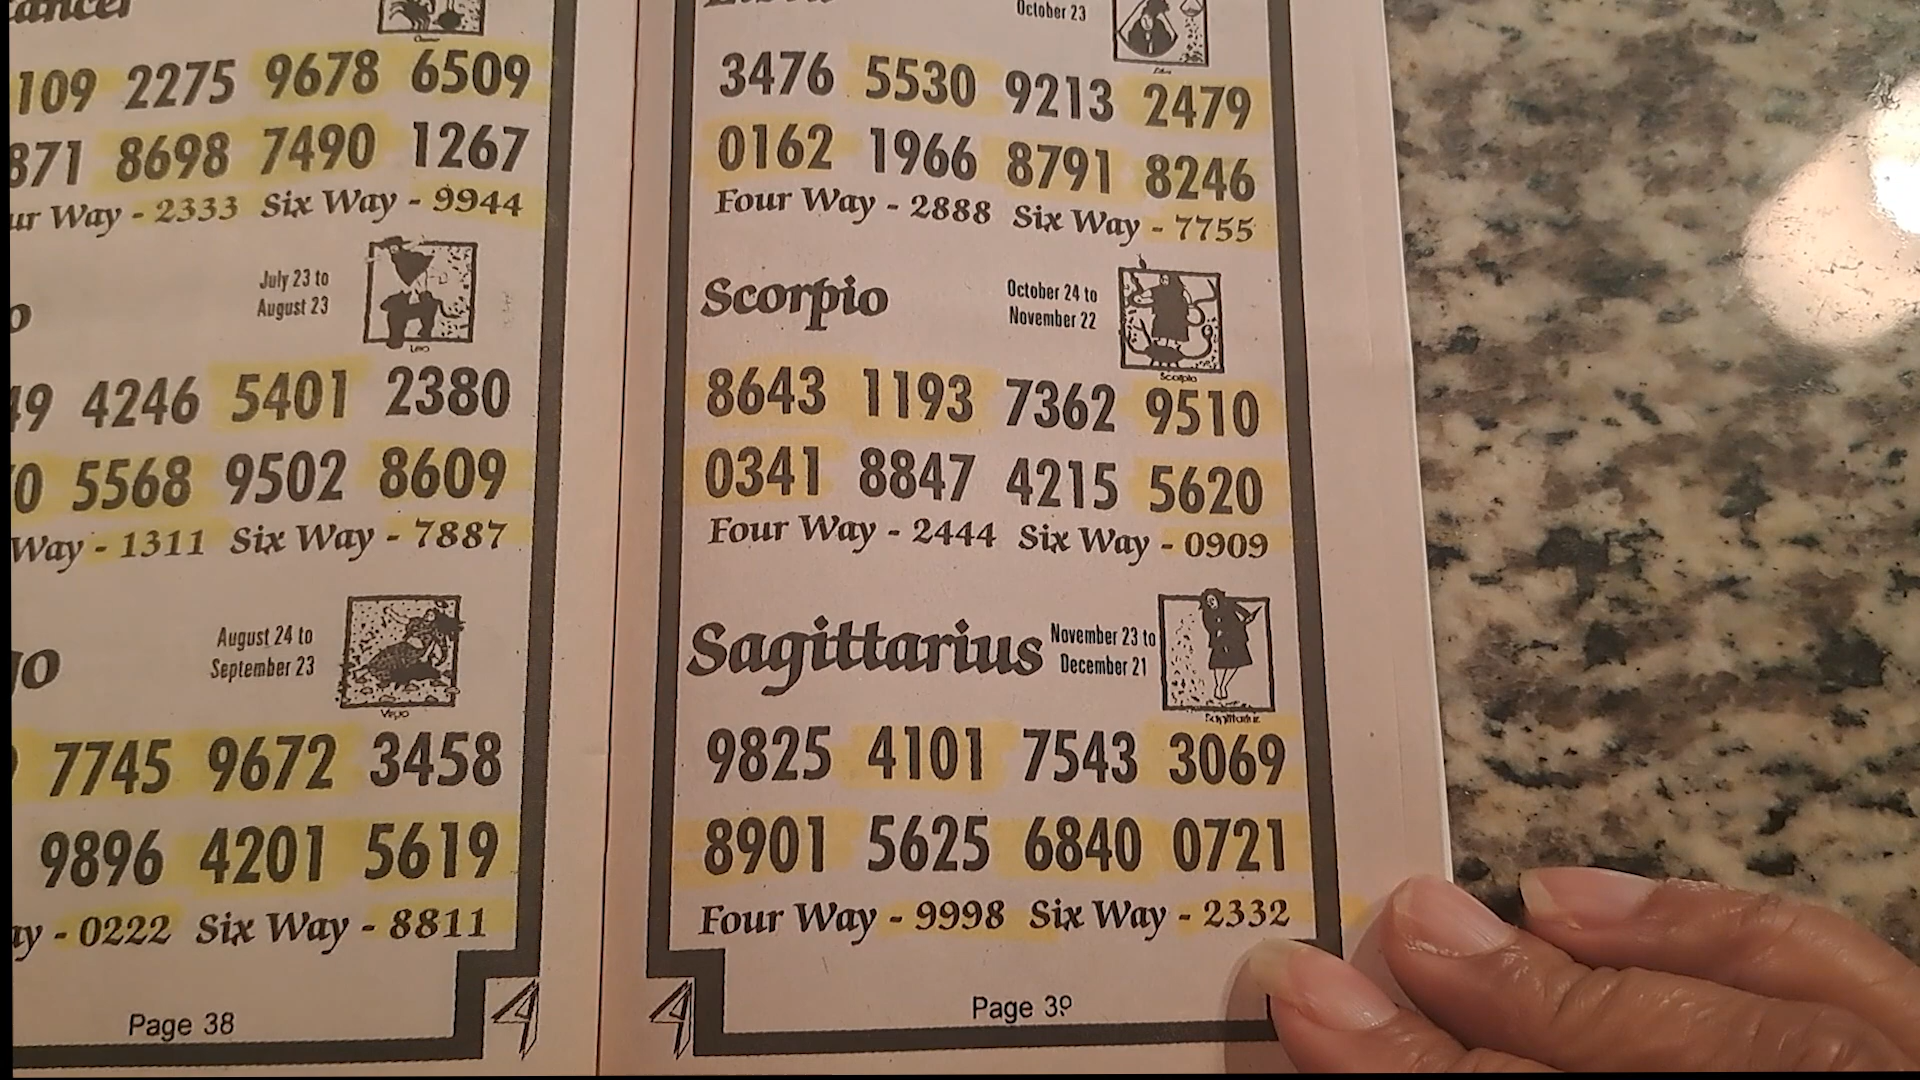 109 2275 9678 6509
871 8698 7490 1267
Way - 2333 Six Way - 9944
July 23 to
August 23
Leo
4246 5401 2380
5568 9502 8609
Way - 1311 Six Way - 7887
August 24 to
September 23
Virgo
7745 9672 3458
9896 4201 5619
- 0222 Six Way - 8811
Page 38
October 23
3476 5530 9213 2479
0162 1966 8791 8246
Four Way - 2888 Six Way - 7755
Scorpio
October 24 to
November 22
Scorpio
8643 1193 7362 9510
0341 8847 4215 5620
Four Way - 2444 Six Way - 0909
Sagittarius
November 23 to
December 21
Sagittarius
9825 4101 7543 3069
8901 5625 6840 0721
Four Way - 9998 Six Way - 2332
Page 39